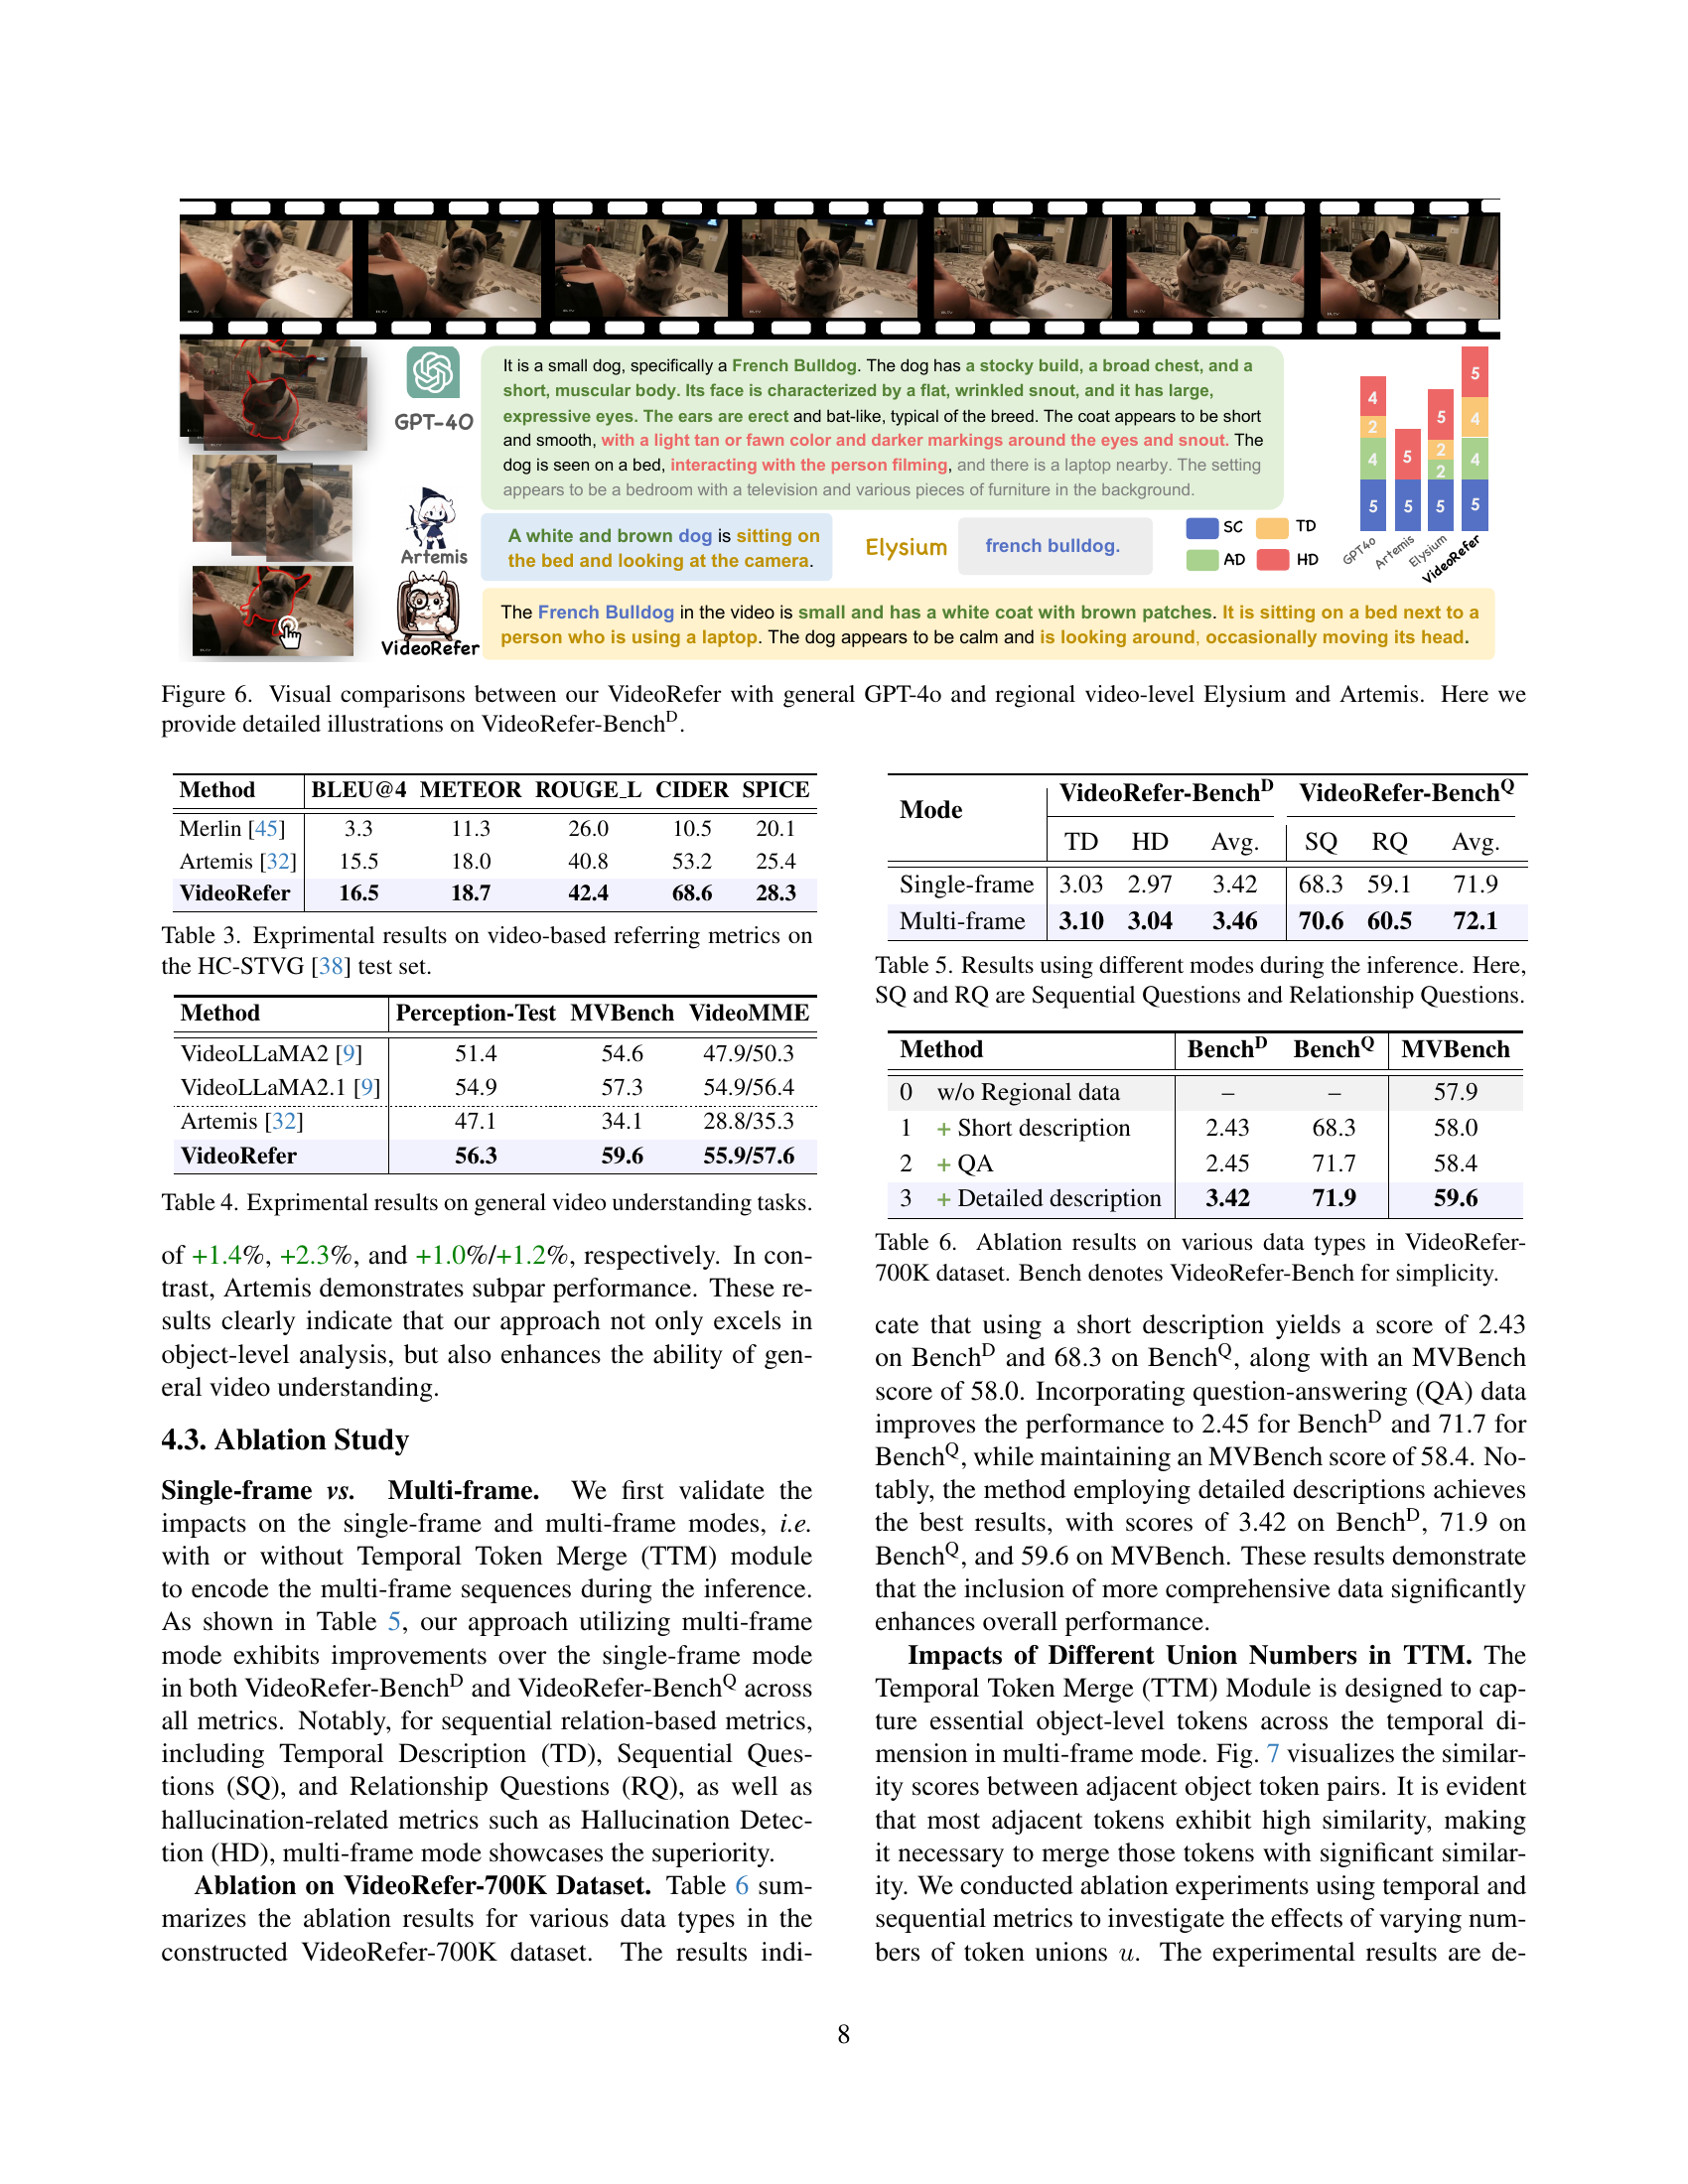 It is a small dog, specifically a French Bulldog. The dog has a stocky build, a broad chest, and a
short, muscular body. Its face is characterized by a flat, wrinkled snout, and it has large,
expressive eyes. The ears are erect and bat-like, typical of the breed. The coat appears to be short
and smooth, with a light tan or fawn color and darker markings around the eyes and snout. The
dog is seen on a bed, interacting with the person filming, and there is a laptop nearby. The setting
appears to be a bedroom with a television and various pieces of furniture in the background.
GPT-4O
A white and brown dog is sitting on
the bed and looking at the camera.
Artemis
Elysium
french bulldog.
SC TD
AD HD
4 2 4 5
5 5
5 2 2 5
5 4 4 5
GPT4o Artemis Elysium VideoRefer
The French Bulldog in the video is small and has a white coat with brown patches. It is sitting on a bed next to a
person who is using a laptop. The dog appears to be calm and is looking around, occasionally moving its head.
VideoRefer
Figure 6. Visual comparisons between our VideoRefer with general GPT-4o and regional video-level Elysium and Artemis. Here we
provide detailed illustrations on VideoRefer-Bench^D.
Method BLEU@4 METEOR ROUGE_L CIDER SPICE
Merlin [45] 3.3 11.3 26.0 10.5 20.1
Artemis [32] 15.5 18.0 40.8 53.2 25.4
VideoRefer 16.5 18.7 42.4 68.6 28.3
Table 3. Exprimental results on video-based referring metrics on
the HC-STVG [38] test set.
Method Perception-Test MVBench VideoMME
VideoLLaMA2 [9] 51.4 54.6 47.9/50.3
VideoLLaMA2.1 [9] 54.9 57.3 54.9/56.4
Artemis [32] 47.1 34.1 28.8/35.3
VideoRefer 56.3 59.6 55.9/57.6
Table 4. Exprimental results on general video understanding tasks.
of +1.4%, +2.3%, and +1.0%/+1.2%, respectively. In con-
trast, Artemis demonstrates subpar performance. These re-
sults clearly indicate that our approach not only excels in
object-level analysis, but also enhances the ability of gen-
eral video understanding.
4.3. Ablation Study
Single-frame vs. Multi-frame. We first validate the
impacts on the single-frame and multi-frame modes, i.e.
with or without Temporal Token Merge (TTM) module
to encode the multi-frame sequences during the inference.
As shown in Table 5, our approach utilizing multi-frame
mode exhibits improvements over the single-frame mode
in both VideoRefer-Bench^D and VideoRefer-Bench^Q across
all metrics. Notably, for sequential relation-based metrics,
including Temporal Description (TD), Sequential Ques-
tions (SQ), and Relationship Questions (RQ), as well as
hallucination-related metrics such as Hallucination Detec-
tion (HD), multi-frame mode showcases the superiority.
Ablation on VideoRefer-700K Dataset. Table 6 sum-
marizes the ablation results for various data types in the
constructed VideoRefer-700K dataset. The results indi-
Mode VideoRefer-Bench^D VideoRefer-Bench^Q
TD HD Avg. SQ RQ Avg.
Single-frame 3.03 2.97 3.42 68.3 59.1 71.9
Multi-frame 3.10 3.04 3.46 70.6 60.5 72.1
Table 5. Results using different modes during the inference. Here,
SQ and RQ are Sequential Questions and Relationship Questions.
Method Bench^D Bench^Q MVBench
0 w/o Regional data – – 57.9
1 + Short description 2.43 68.3 58.0
2 + QA 2.45 71.7 58.4
3 + Detailed description 3.42 71.9 59.6
Table 6. Ablation results on various data types in VideoRefer-
700K dataset. Bench denotes VideoRefer-Bench for simplicity.
cate that using a short description yields a score of 2.43
on Bench^D and 68.3 on Bench^Q, along with an MVBench
score of 58.0. Incorporating question-answering (QA) data
improves the performance to 2.45 for Bench^D and 71.7 for
Bench^Q, while maintaining an MVBench score of 58.4. No-
tably, the method employing detailed descriptions achieves
the best results, with scores of 3.42 on Bench^D, 71.9 on
Bench^Q, and 59.6 on MVBench. These results demonstrate
that the inclusion of more comprehensive data significantly
enhances overall performance.
Impacts of Different Union Numbers in TTM. The
Temporal Token Merge (TTM) Module is designed to cap-
ture essential object-level tokens across the temporal di-
mension in multi-frame mode. Fig. 7 visualizes the similar-
ity scores between adjacent object token pairs. It is evident
that most adjacent tokens exhibit high similarity, making
it necessary to merge those tokens with significant similar-
ity. We conducted ablation experiments using temporal and
sequential metrics to investigate the effects of varying num-
bers of token unions u. The experimental results are de-
8